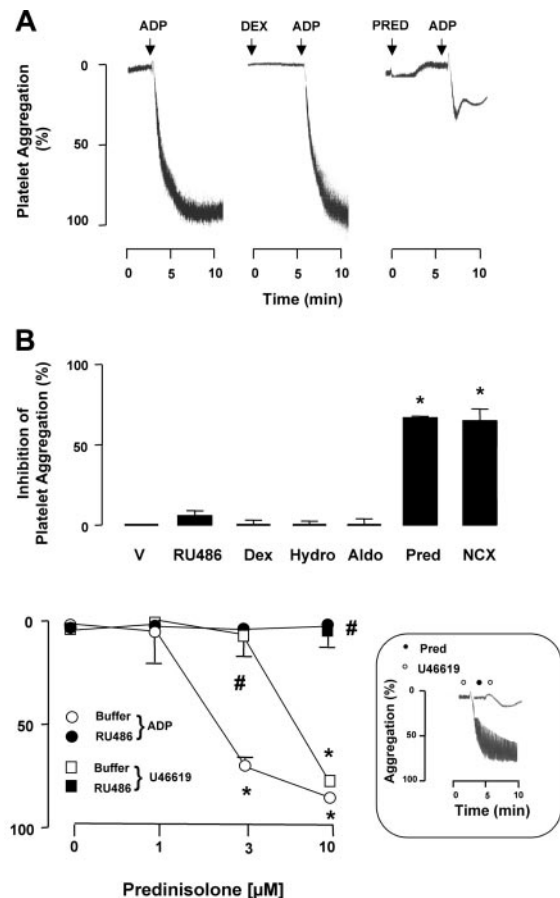 A
ADP
DEX ADP
PRED ADP
Platelet Aggregation
(%)
0
50
100
0 5 10
0 5 10
0 5 10
Time (min)
B
Inhibition of
Platelet Aggregation (%)
100
50
0
V RU486 Dex Hydro Aldo Pred NCX
* *
0
50
100
#
#
*
*
*
Buffer
RU486 } ADP
Buffer
RU486 } U46619
0 1 3 10
Predinisolone [µM]
Pred
U46619
Aggregation (%)
0
50
100
0 5 10
Time (min)